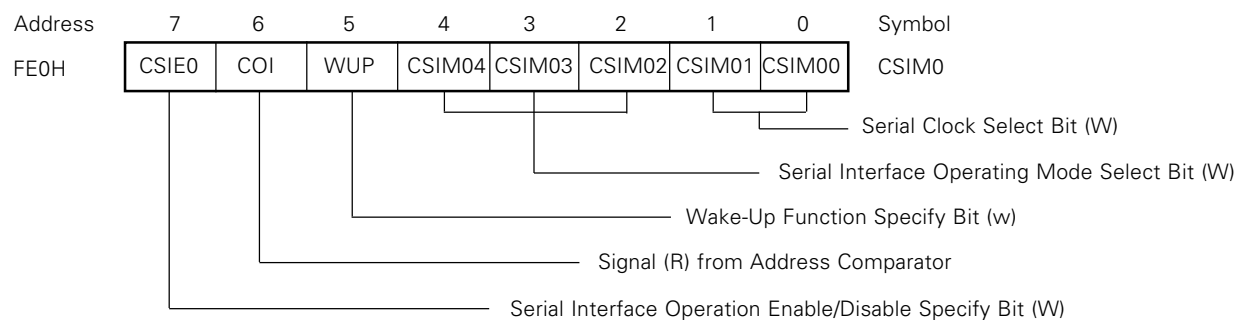 Address 7 6 5 4 3 2 1 0 Symbol
FE0H CSIE0 COI WUP CSIM04 CSIM03 CSIM02 CSIM01 CSIM00 CSIM0
Serial Clock Select Bit (W)
Serial Interface Operating Mode Select Bit (W)
Wake-Up Function Specify Bit (w)
Signal (R) from Address Comparator
Serial Interface Operation Enable/Disable Specify Bit (W)